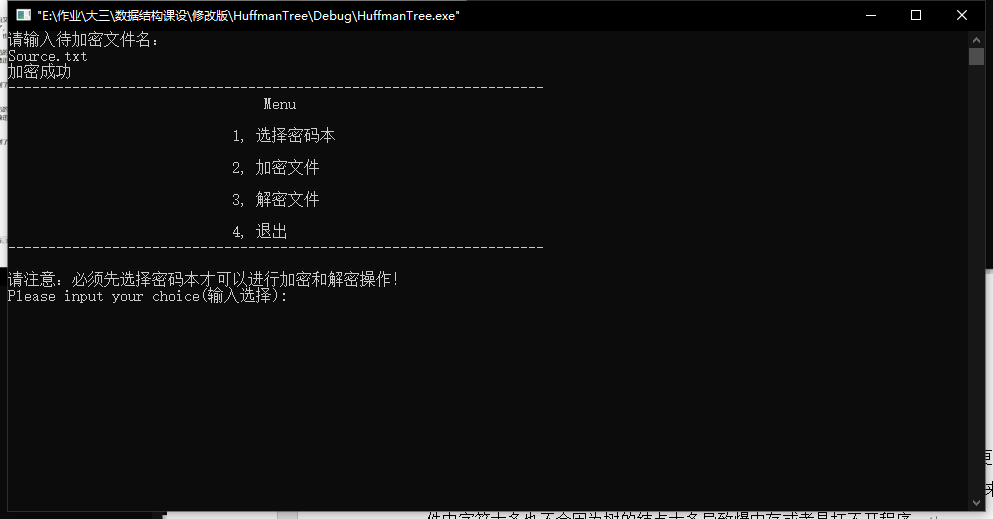 "E:\作业\大三\数据结构课设\修改版\HuffmanTree\Debug\HuffmanTree.exe"
请输入待加密文件名:
Source.txt
加密成功
-------------------------------------------------------------------
Menu
1, 选择密码本
2, 加密文件
3, 解密文件
4, 退出
-------------------------------------------------------------------
请注意: 必须先选择密码本才可以进行加密和解密操作!
Please input your choice(输入选择):